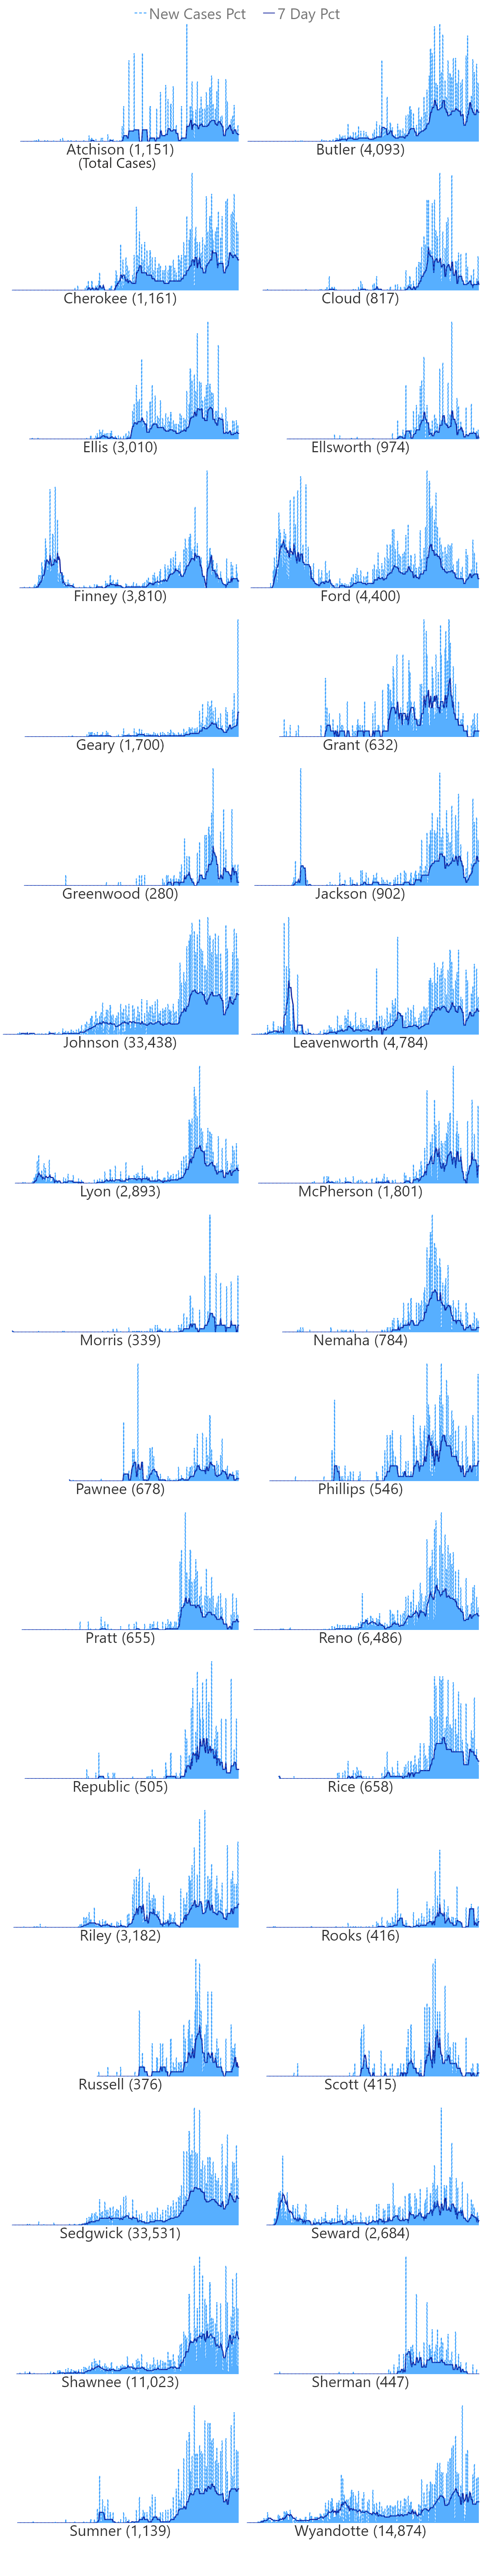 New Cases Pct 7 Day Pct
Atchison (1,151) Butler (4,093)
(Total Cases)
Cherokee (1,161) Cloud (817)
Ellis (3,010) Ellsworth (974)
Finney (3,810) Ford (4,400)
Geary (1,700) Grant (632)
Greenwood (280) Jackson (902)
Johnson (33,438) Leavenworth (4,784)
Lyon (2,893) McPherson (1,801)
Morris (339) Nemaha (784)
Pawnee (678) Phillips (546)
Pratt (655) Reno (6,486)
Republic (505) Rice (658)
Riley (3,182) Rooks (416)
Russell (376) Scott (415)
Sedgwick (33,531) Seward (2,684)
Shawnee (11,023) Sherman (447)
Sumner (1,139) Wyandotte (14,874)